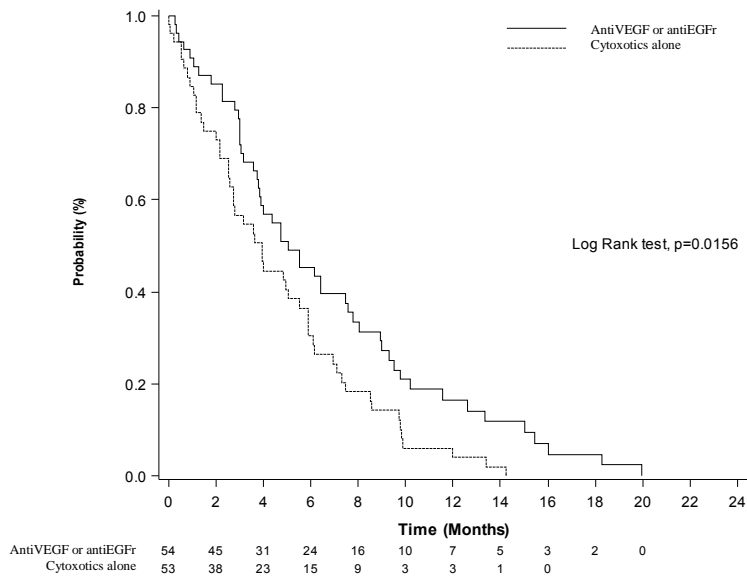 AntiVEGF or antiEGFr
Cytoxotics alone
Log Rank test, p=0.0156
Probability (%)
1.0
0.8
0.6
0.4
0.2
0.0
0 2 4 6 8 10 12 14 16 18 20 22 24
Time (Months)
AntiVEGF or antiEGFr 54 45 31 24 16 10 7 5 3 2 0
Cytoxotics alone 53 38 23 15 9 3 3 1 0